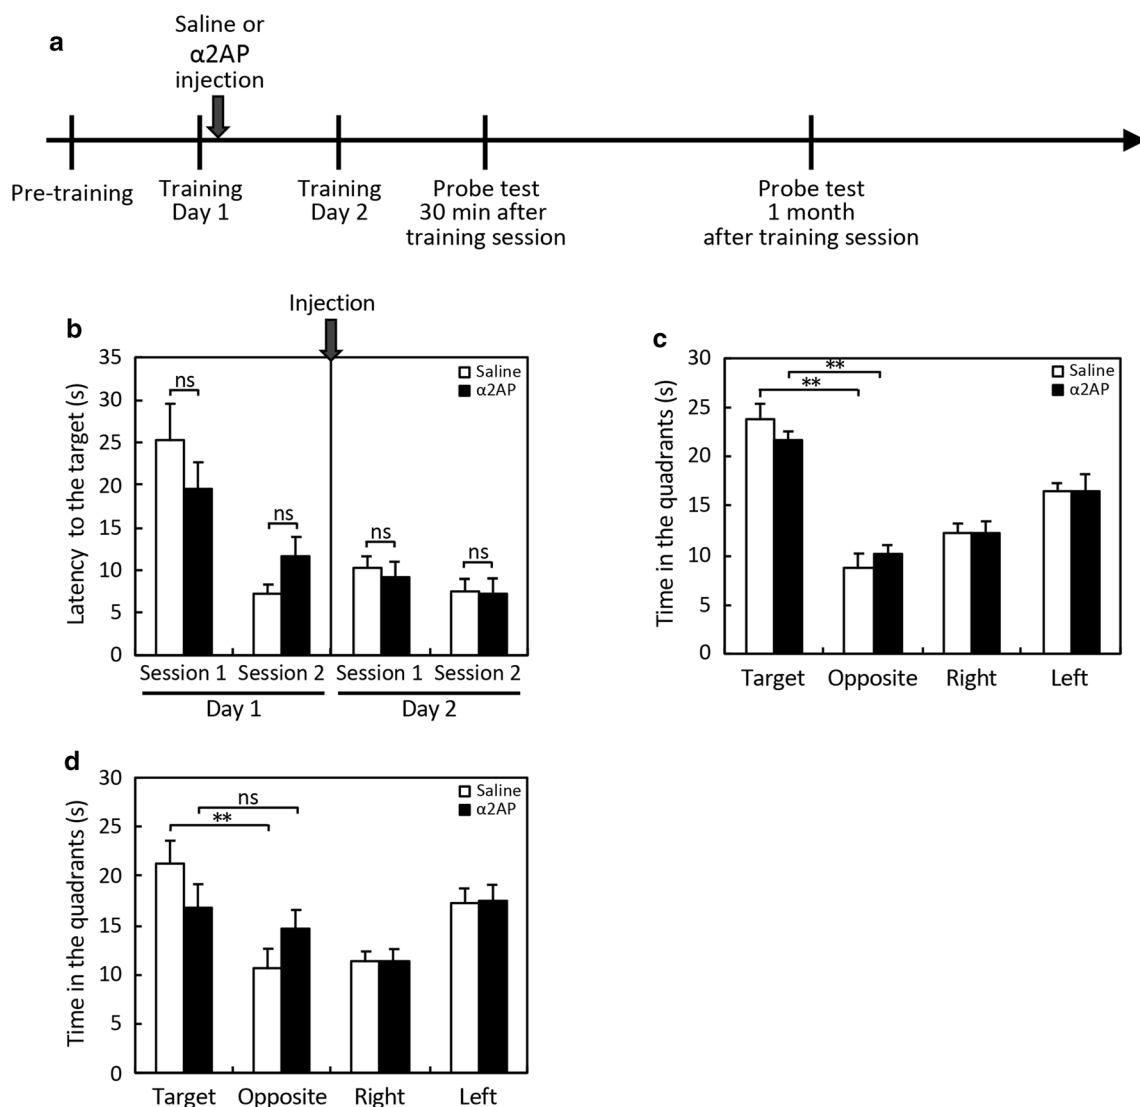 a
Saline or
α2AP
injection
Pre-training
Training
Day 1
Training
Day 2
Probe test
30 min after
training session
Probe test
1 month
after training session
b
Injection
Latency to the target (s)
35
30
25
20
15
10
5
0
Saline
α2AP
ns
ns
ns
ns
Session 1
Session 2
Session 1
Session 2
Day 1
Day 2
c
Time in the quadrants (s)
30
25
20
15
10
5
0
Saline
α2AP
**
**
Target
Opposite
Right
Left
d
Time in the quadrants (s)
30
25
20
15
10
5
0
Saline
α2AP
ns
**
Target
Opposite
Right
Left